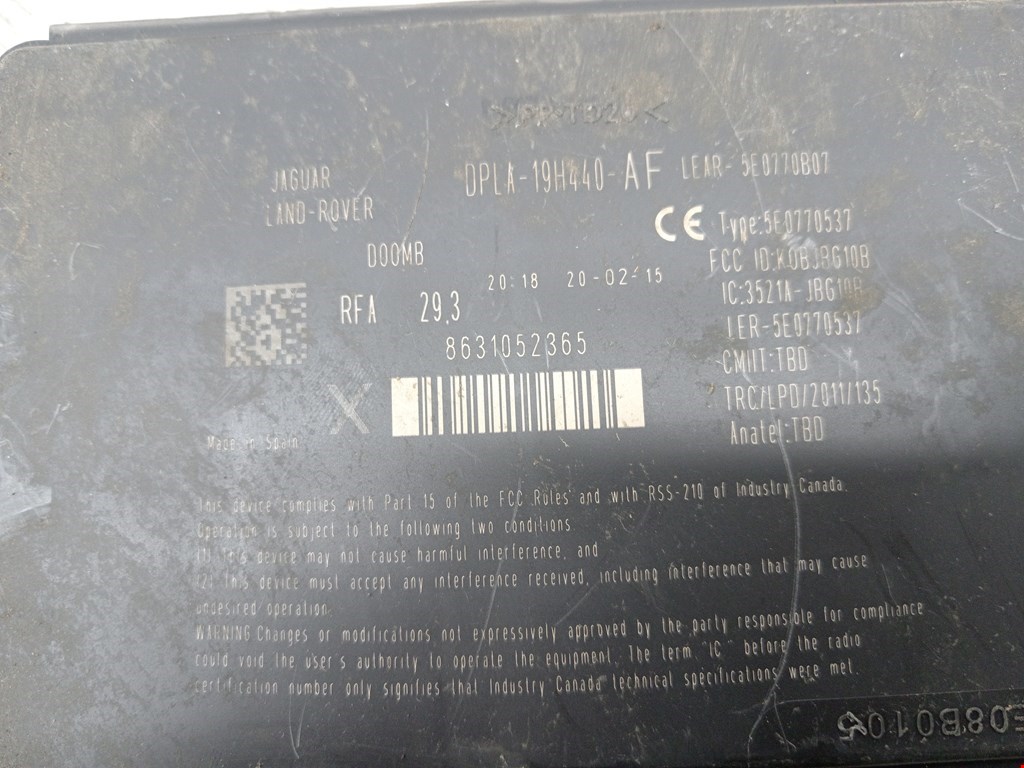 JAGUAR
LAND-ROVER
DPLA-19H440-AF LEAR-5E0770B07
CE
Type:5E0770537
FCC ID:KOBJBG10B
IC:3521A-JBG10B
LER-5E0770537
CMIIT:TBD
TRC/LPD/2011/135
Anatel:TBD
D00MB
20:18 20-02-15
RFA 29,3
8631052365
X
Made in Spain
This device complies with Part 15 of the FCC Rules and with RSS-210 of Industry Canada.
Operation is subject to the following two conditions
(1) This device may not cause harmful interference, and
(2) This device must accept any interference received, including interference that may cause
undesired operation.
WARNING Changes or modifications not expressively approved by the party responsible for compliance
could void the user's authority to operate the equipment. The term "IC" before the radio
certification number only signifies that Industry Canada technical specifications were met.